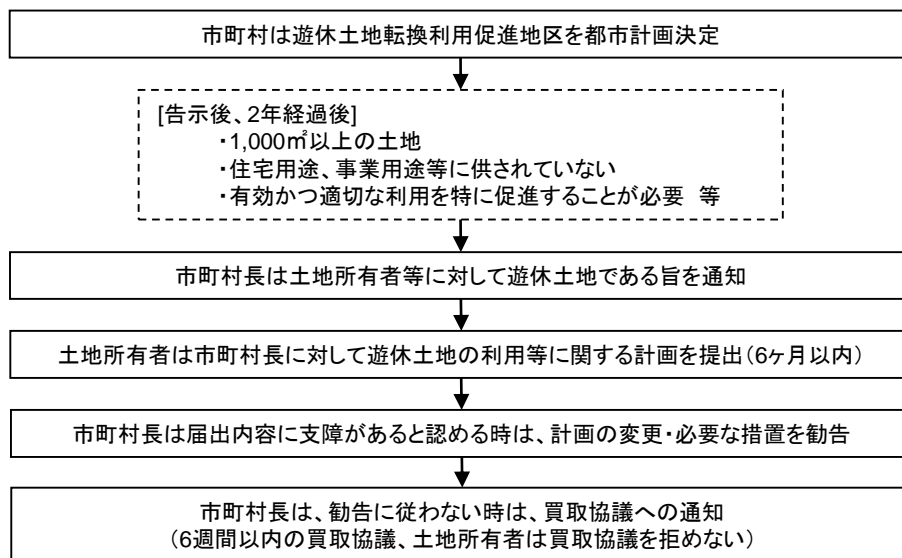 市町村は遊休土地転換利用促進地区を都市計画決定
[告示後、2年経過後]
・1,000㎡以上の土地
・住宅用途、事業用途等に供されていない
・有効かつ適切な利用を特に促進することが必要　等
市町村長は土地所有者等に対して遊休土地である旨を通知
土地所有者は市町村長に対して遊休土地の利用等に関する計画を提出（6ヶ月以内）
市町村長は届出内容に支障があると認める時は、計画の変更・必要な措置を勧告
市町村長は、勧告に従わない時は、買取協議への通知
（6週間以内の買取協議、土地所有者は買取協議を拒めない）